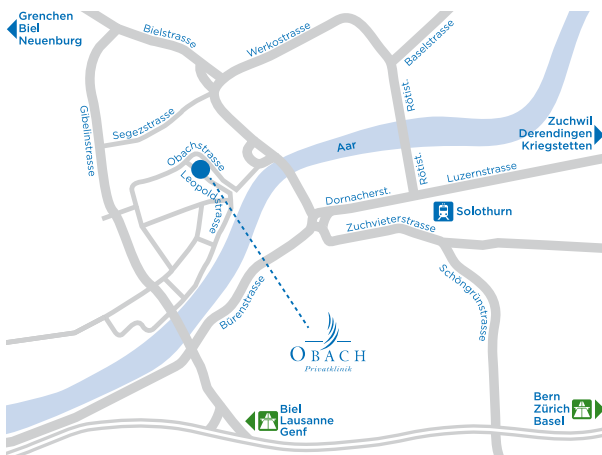 Grenchen
Biel
Neuenburg
Bielstrasse
Werkostrasse
Baselstrasse
Rötist.
Gibelinstrasse
Segezstrasse
Obachstrasse
Leopoldstrasse
Aar
Zuchwil
Derendingen
Kriegstetten
Rötist.
Luzernstrasse
Dornacherst.
Solothurn
Zuchvieterstrasse
Schöngrünstrasse
Bürenstrasse
OBACH
Privatklinik
Biel
Lausanne
Genf
Bern
Zürich
Basel